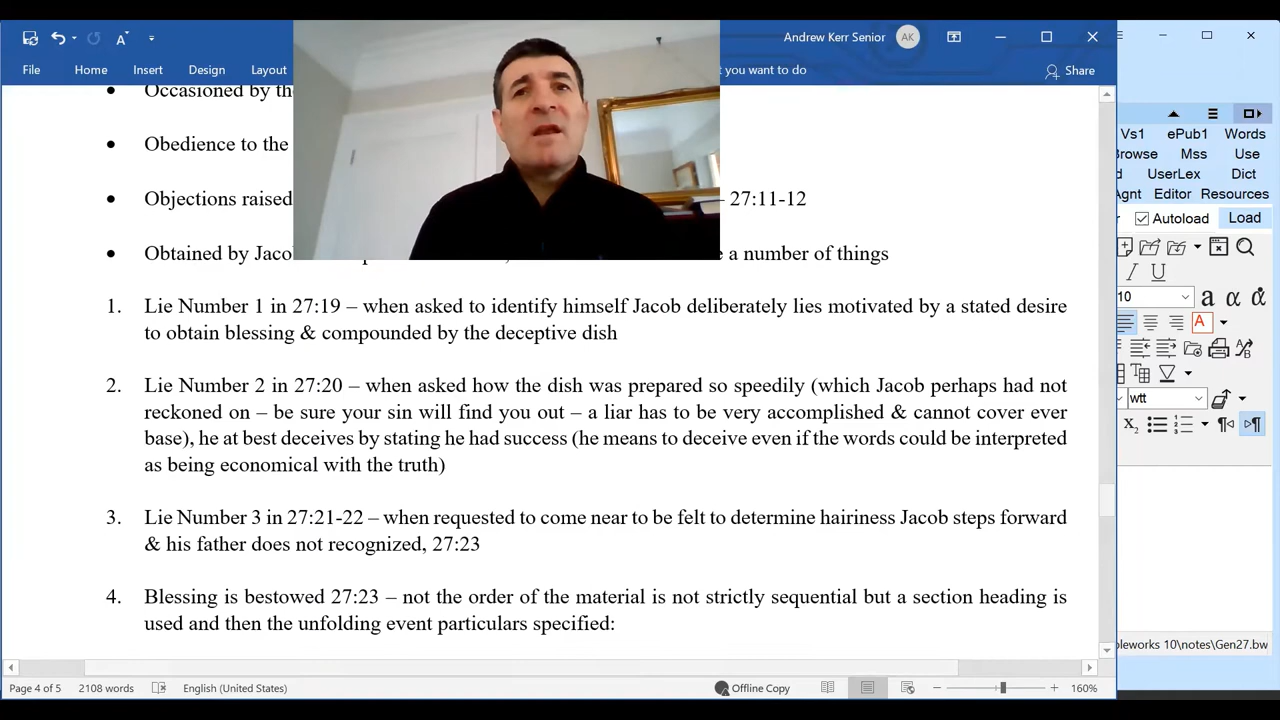 Andrew Kerr Senior AK
File Home Insert Design Layout t you want to do Share
Occasioned by the
Obedience to the
Objections raised – 27:11-12
Obtained by Jaco e a number of things
1. Lie Number 1 in 27:19 – when asked to identify himself Jacob deliberately lies motivated by a stated desire
to obtain blessing & compounded by the deceptive dish
2. Lie Number 2 in 27:20 – when asked how the dish was prepared so speedily (which Jacob perhaps had not
reckoned on – be sure your sin will find you out – a liar has to be very accomplished & cannot cover ever
base), he at best deceives by stating he had success (he means to deceive even if the words could be interpreted
as being economical with the truth)
3. Lie Number 3 in 27:21-22 – when requested to come near to be felt to determine hairiness Jacob steps forward
& his father does not recognized, 27:23
4. Blessing is bestowed 27:23 – not the order of the material is not strictly sequential but a section heading is
used and then the unfolding event particulars specified:
Page 4 of 5 2108 words English (United States) Offline Copy 160%
Vs1 ePub1 Words
Browse Mss Use
d UserLex Dict
Agnt Editor Resources
Autoload Load
10
wtt
bleworks 10\notes\Gen27.bw